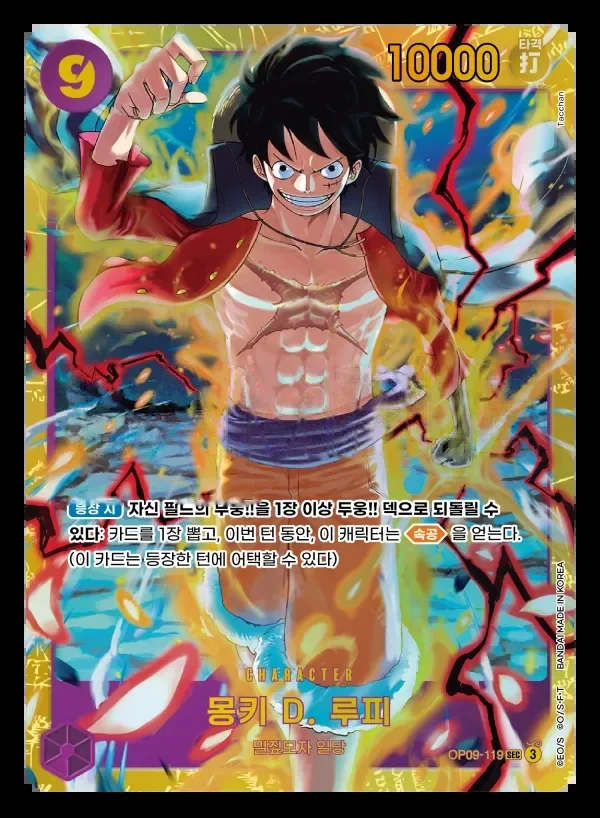 9
10000
타격
打
Tacchan
등장 시 자신 필드의 두웅!!을 1장 이상 두웅!! 덱으로 되돌릴 수
있다: 카드를 1장 뽑고, 이번 턴 동안, 이 캐릭터는 속공 을 얻는다.
(이 카드는 등장한 턴에 어택할 수 있다)
CHARACTER
몽키 D. 루피
밀짚모자 일당
OP09-119 SEC 3
©EO/S ©O/S·F·T BANDAI MADE IN KOREA